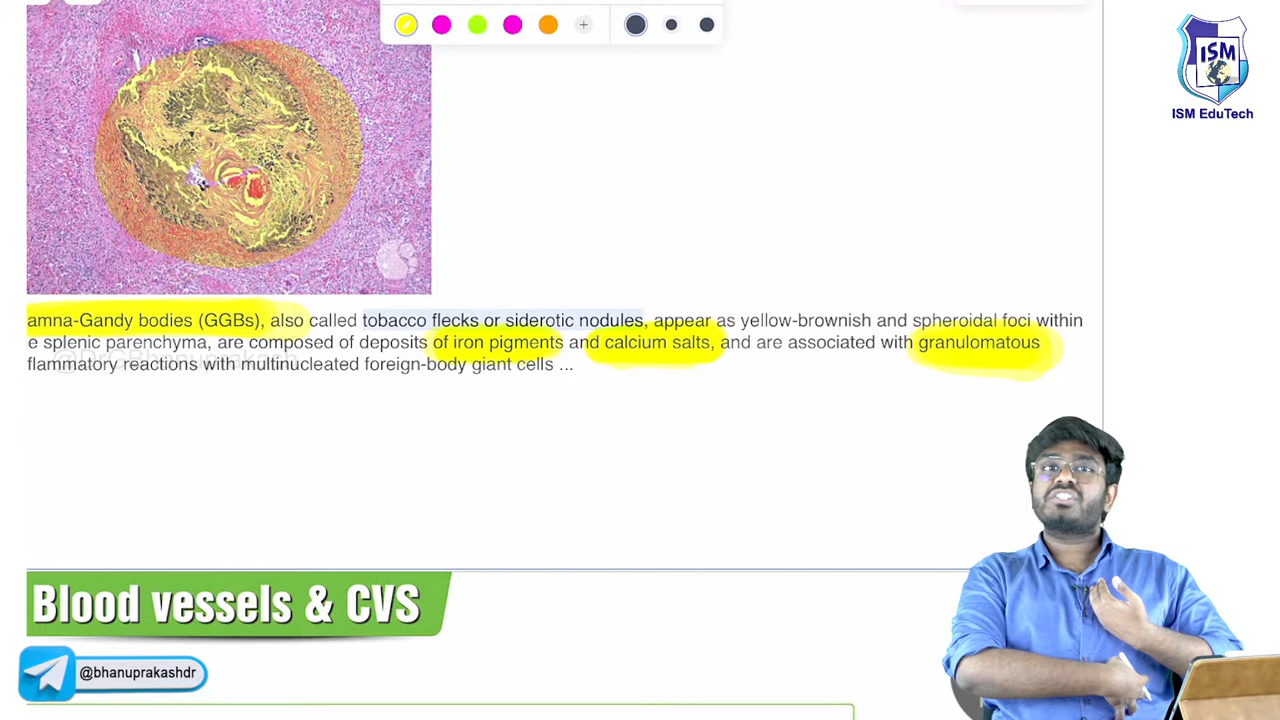 ISM
ISM EduTech
amna-Gandy bodies (GGBs), also called tobacco flecks or siderotic nodules, appear as yellow-brownish and spheroidal foci within
e splenic parenchyma, are composed of deposits of iron pigments and calcium salts, and are associated with granulomatous
@DrGBhanuprakash
flammatory reactions with multinucleated foreign-body giant cells ...
Blood vessels & CVS
@bhanuprakashdr